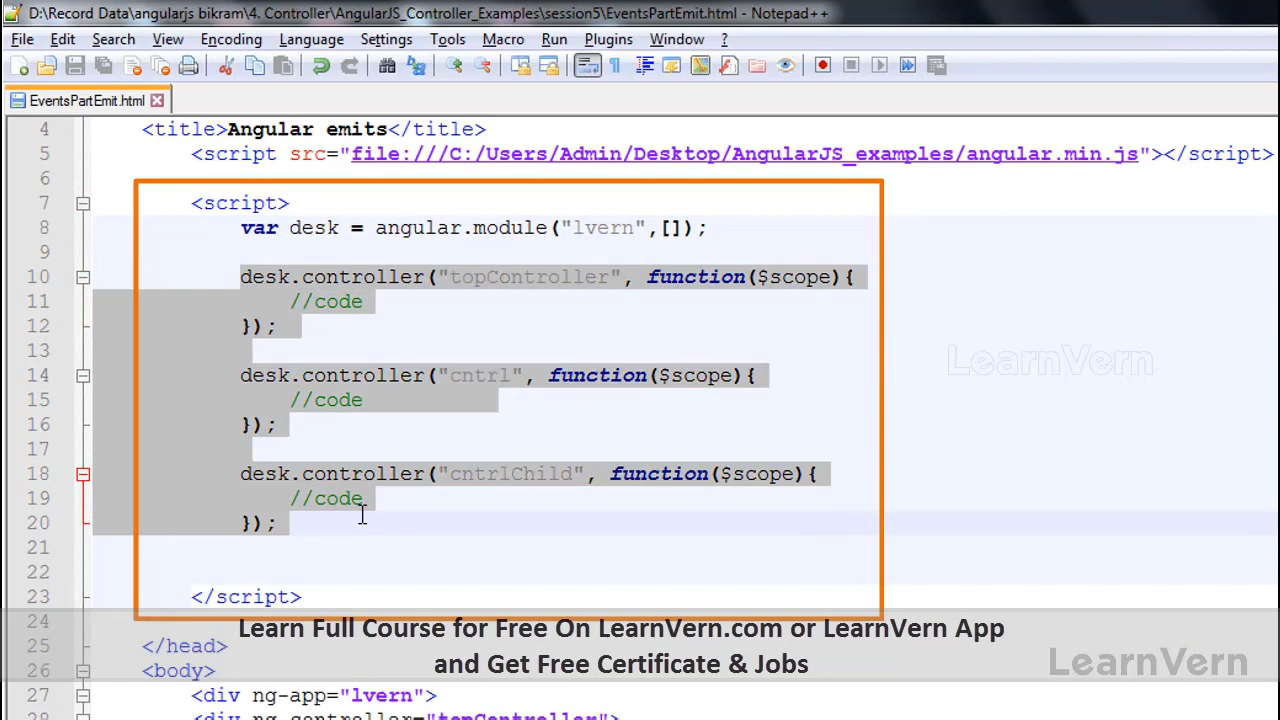 D:\Record Data\angularjs bikram\4. Controller\AngularJS_Controller_Examples\session5\EventsPartEmit.html - Notepad++
File Edit Search View Encoding Language Settings Tools Macro Run Plugins Window ?
EventsPartEmit.html
4 <title>Angular emits</title>
5 <script src="file:///C:/Users/Admin/Desktop/AngularJS_examples/angular.min.js"></script>
6
7 <script>
8 var desk = angular.module("lvern",[]);
9
10 desk.controller("topController", function($scope){
11 //code
12 });
13
14 desk.controller("cntrl", function($scope){
15 //code
16 });
17
18 desk.controller("cntrlChild", function($scope){
19 //code
20 });
21
22
23 </script>
24
25 </head>
26 <body>
27 <div ng-app="lvern">
28 <div ng-controller="topController">
LearnVern
Learn Full Course for Free On LearnVern.com or LearnVern App
and Get Free Certificate & Jobs
LearnVern